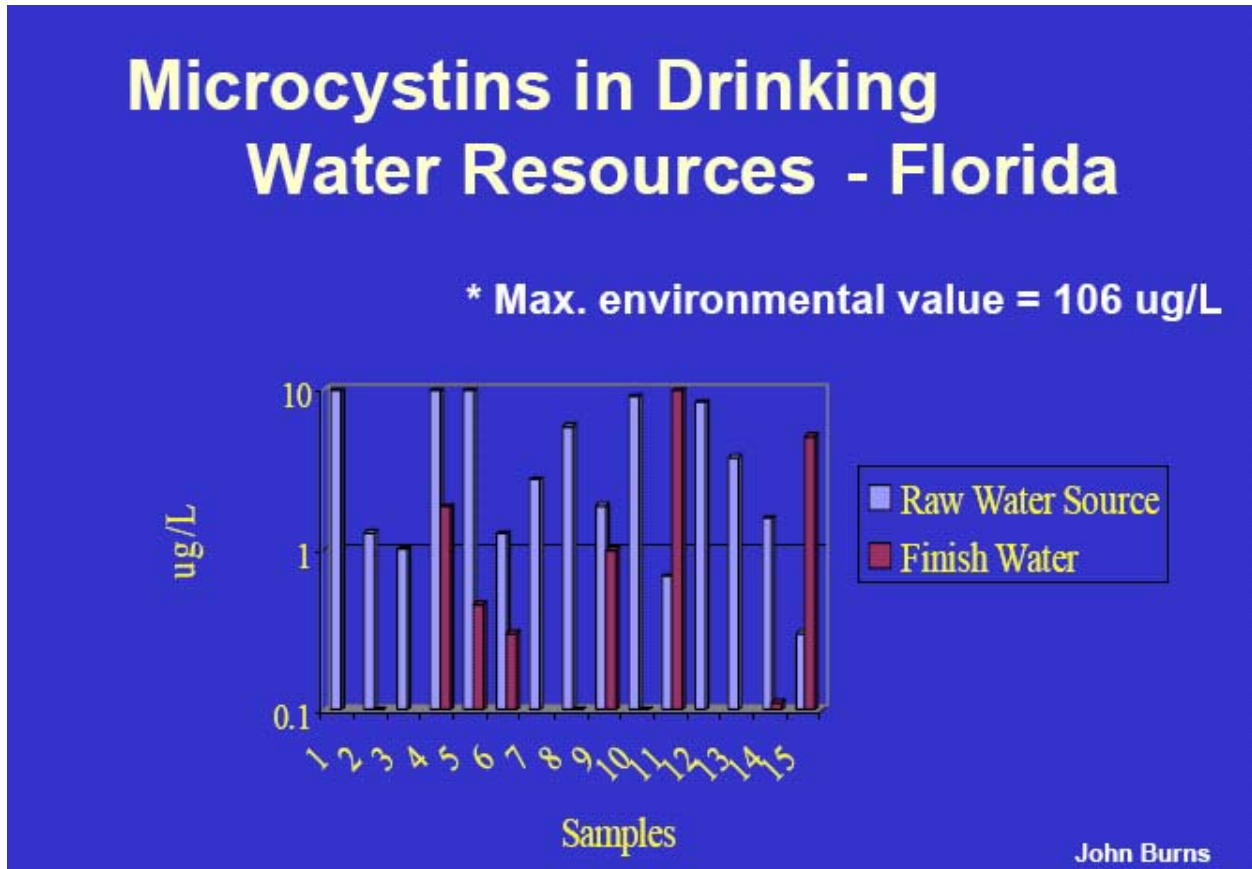 Microcystins in Drinking
Water Resources - Florida
* Max. environmental value = 106 ug/L
10
1
0.1
ug/L
1 2 3 4 5 6 7 8 9 10 11 12 13 14 15
Samples
Raw Water Source
Finish Water
John Burns